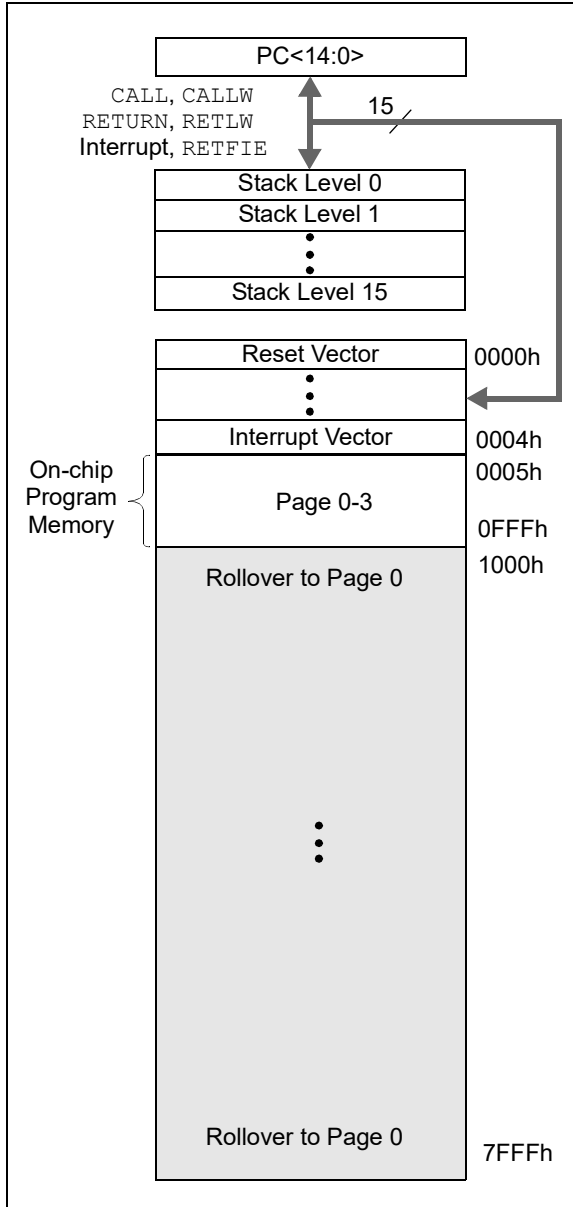 PC<14:0>
CALL, CALLW
RETURN, RETLW
Interrupt, RETFIE
15
Stack Level 0
Stack Level 1
Stack Level 15
Reset Vector
0000h
Interrupt Vector
0004h
On-chip
Program
Memory
0005h
Page 0-3
0FFFh
1000h
Rollover to Page 0
Rollover to Page 0
7FFFh